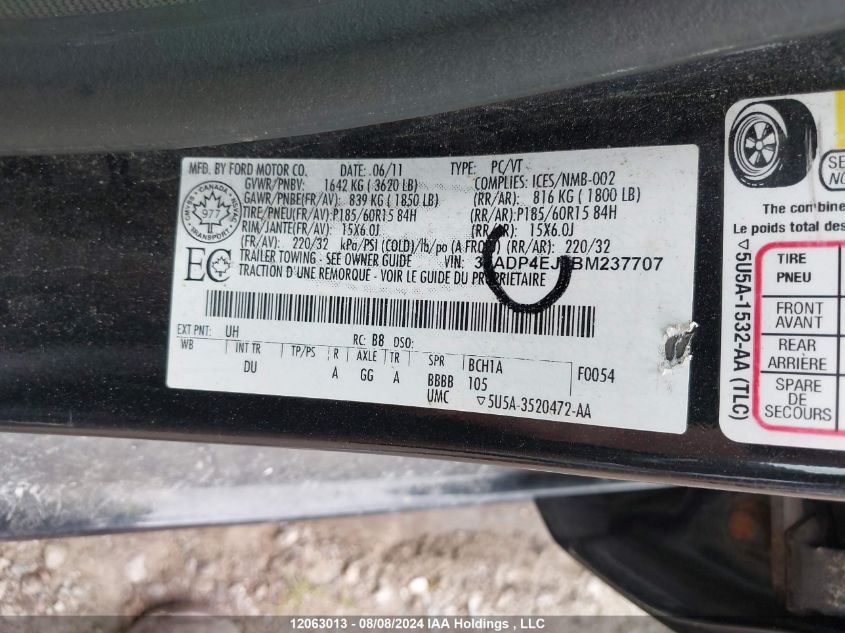 MFD. BY FORD MOTOR CO. DATE: .06/11 TYPE: PC/VT
GVWR/PNBV: 1642 KG ( 3620 LB) COMPLIES: ICES/NMB-002
GAWR/PNBE(FR/AV): 839 KG ( 1850 LB) (RR/AR): 816 KG ( 1800 LB)
TIRE/PNEU(FR/AV):P185/60R15 84H (RR/AR):P185/60R15 84H
RIM/JANTE(FR/AV): 15X6.0J (RR/AR): 15X6.0J
(FR/AV): 220/32 kPa/PSI (COLD)/lb/po (A FROID) (RR/AR): 220/32
TRAILER TOWING - SEE OWNER GUIDE VIN:
TRACTION D'UNE REMORQUE - VOIR LE GUIDE DU PROPRIETAIRE
CANADA
977
EC
EXT PNT: UH RC: B8 DSO:
WB INT TR TP/PS R AXLE TR SPR BCH1A F0054
DU A GG A BBBB 105
UMC ▽5U5A-3520472-AA
The combine
Le poids total des
▽5U5A-1532-AA (TLC)
TIRE
PNEU
FRONT
AVANT
REAR
ARRIÈRE
SPARE
DE
SECOURS
12063013 - 08/08/2024 IAA Holdings , LLC